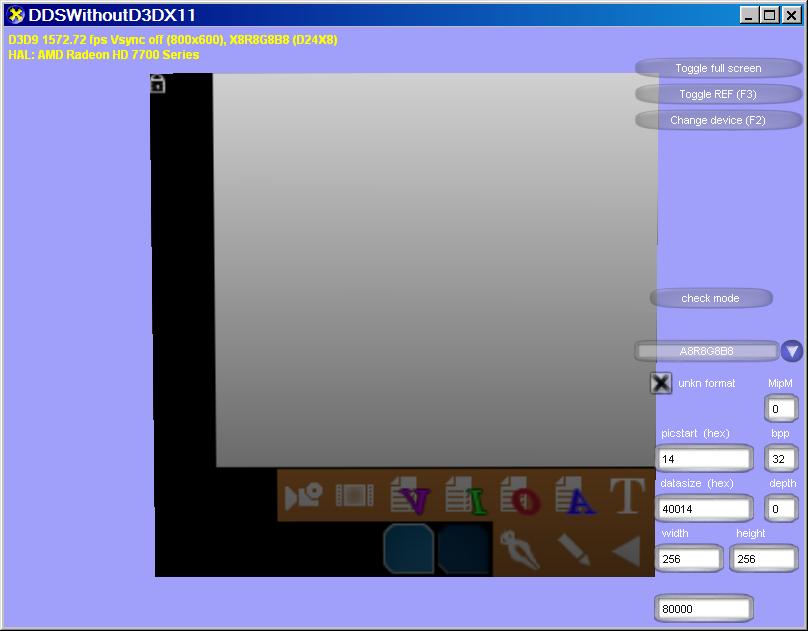 DDSWithoutD3DX11
D3D9 1572.72 fps Vsync off (800x600), X8R8G8B8 (D24X8)
HAL: AMD Radeon HD 7700 Series
Toggle full screen
Toggle REF (F3)
Change device (F2)
check mode
A8R8G8B8
unkn format MipM
0
picstart (hex) bpp
14 32
datasize (hex) depth
40014 0
width height
256 256
80000
V I O A T